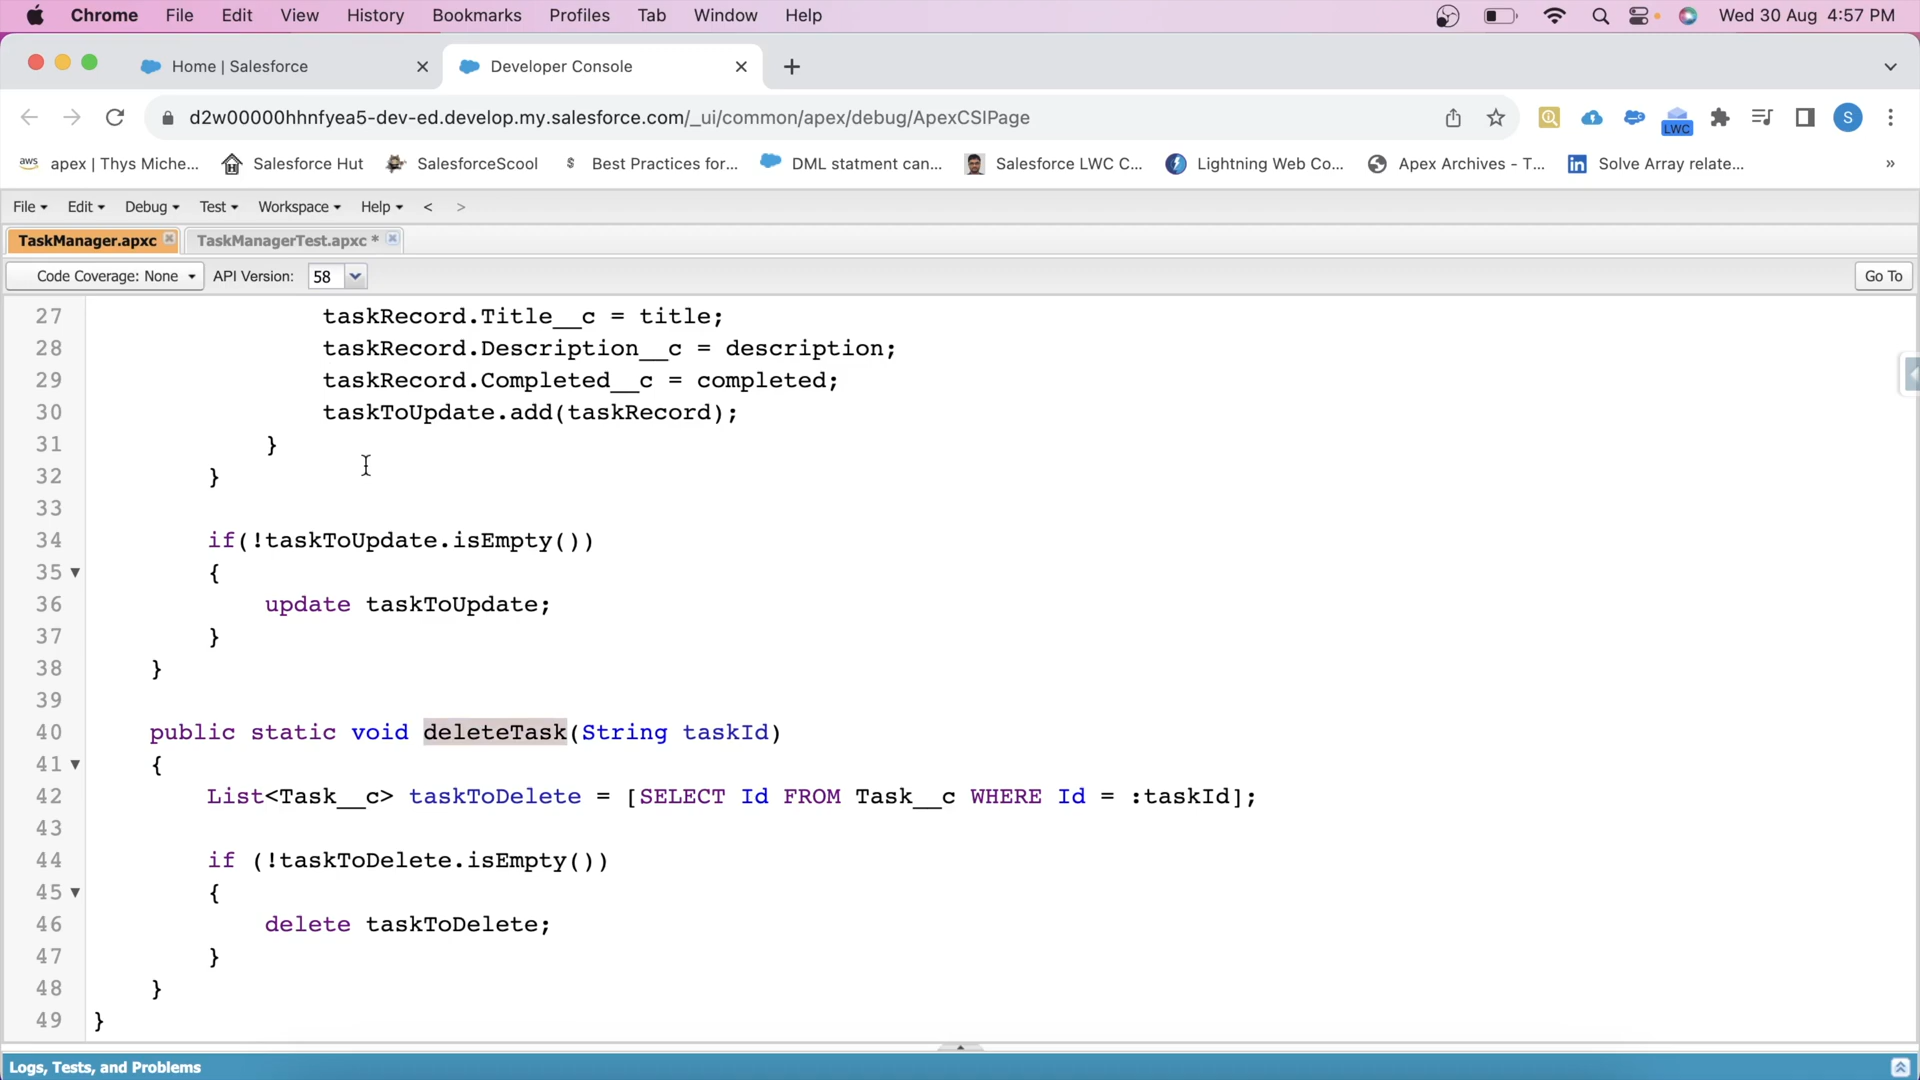 Chrome File Edit View History Bookmarks Profiles Tab Window Help Wed 30 Aug 4:57 PM
Home | Salesforce Developer Console
d2w00000hhnfyea5-dev-ed.develop.my.salesforce.com/_ui/common/apex/debug/ApexCSIPage S
LWC
aws apex | Thys Miche... Salesforce Hut SalesforceScool S Best Practices for... DML statment can... Salesforce LWC C... Lightning Web Co... Apex Archives - T... in Solve Array relate... »
File Edit Debug Test Workspace Help < >
TaskManager.apxc TaskManagerTest.apxc *
Code Coverage: None API Version: 58 Go To
27 taskRecord.Title__c = title;
28 taskRecord.Description__c = description;
29 taskRecord.Completed__c = completed;
30 taskToUpdate.add(taskRecord);
31 }
32 }
33
34 if(!taskToUpdate.isEmpty())
35 {
36 update taskToUpdate;
37 }
38 }
39
40 public static void deleteTask(String taskId)
41 {
42 List<Task__c> taskToDelete = [SELECT Id FROM Task__c WHERE Id = :taskId];
43
44 if (!taskToDelete.isEmpty())
45 {
46 delete taskToDelete;
47 }
48 }
49 }
Logs, Tests, and Problems